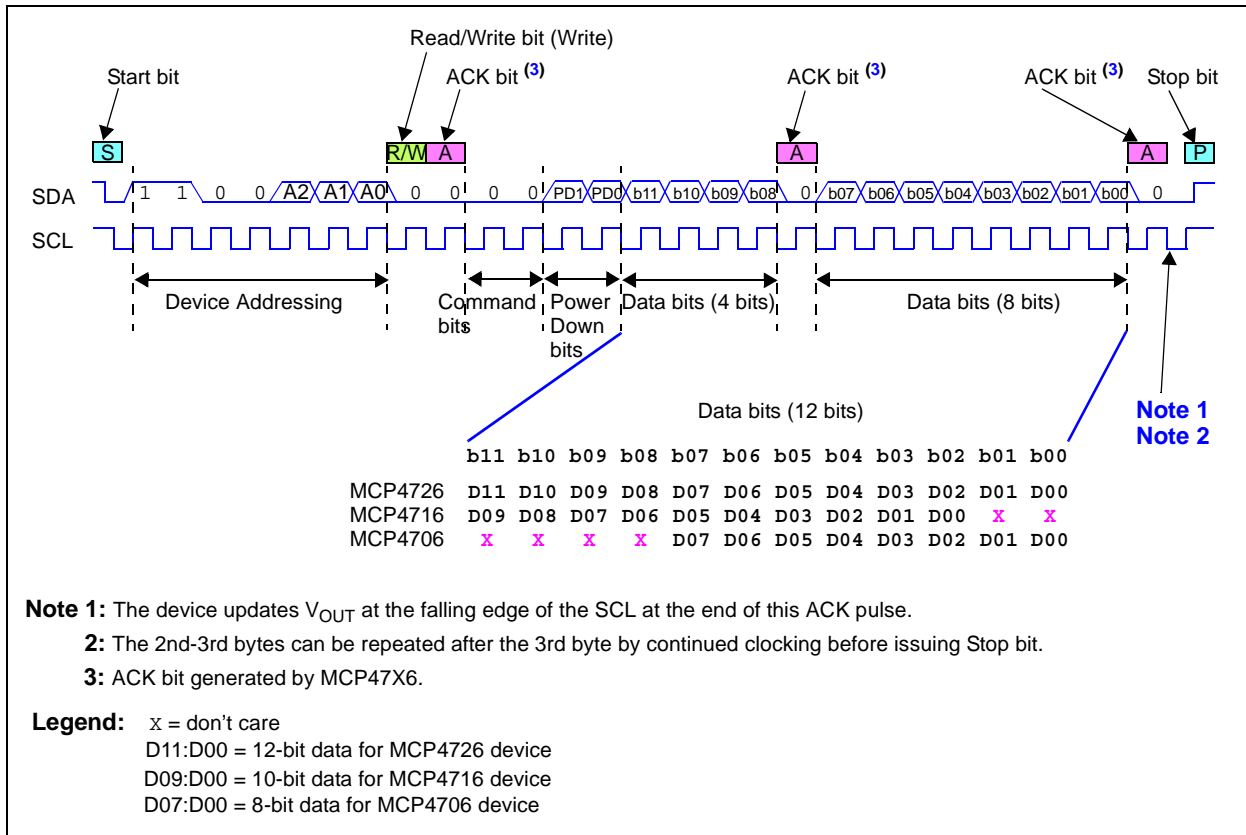 Read/Write bit (Write)
Start bit
ACK bit (3)
ACK bit (3)
ACK bit (3)
Stop bit
S
R/W
A
A
A
P
SDA
1 1 0 0 A2 A1 A0 0 0 0 0 PD1 PD0 b11 b10 b09 b08 0 b07 b06 b05 b04 b03 b02 b01 b00 0
SCL
Device Addressing
Command
bits
Power
Down
bits
Data bits (4 bits)
Data bits (8 bits)
Note 1
Note 2
Data bits (12 bits)
b11 b10 b09 b08 b07 b06 b05 b04 b03 b02 b01 b00
MCP4726 D11 D10 D09 D08 D07 D06 D05 D04 D03 D02 D01 D00
MCP4716 D09 D08 D07 D06 D05 D04 D03 D02 D01 D00 X X
MCP4706 X X X X D07 D06 D05 D04 D03 D02 D01 D00
Note 1: The device updates VOUT at the falling edge of the SCL at the end of this ACK pulse.
2: The 2nd-3rd bytes can be repeated after the 3rd byte by continued clocking before issuing Stop bit.
3: ACK bit generated by MCP47X6.
Legend: X = don't care
D11:D00 = 12-bit data for MCP4726 device
D09:D00 = 10-bit data for MCP4716 device
D07:D00 = 8-bit data for MCP4706 device